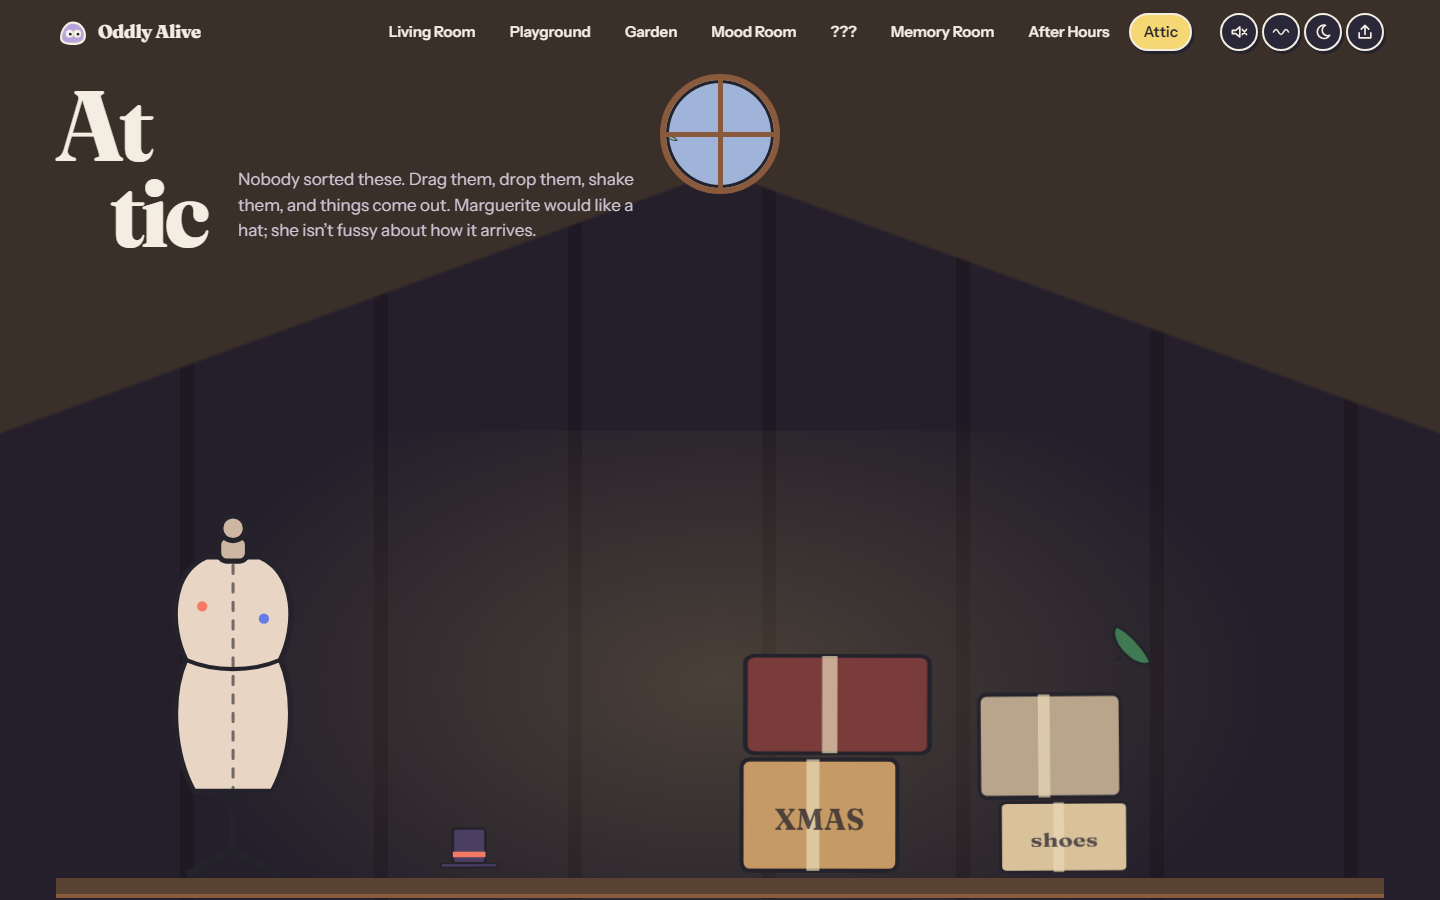 Oddly Alive
Living Room Playground Garden Mood Room ??? Memory Room After Hours Attic
At
tic
Nobody sorted these. Drag them, drop them, shake
them, and things come out. Marguerite would like a
hat; she isn’t fussy about how it arrives.
XMAS
shoes